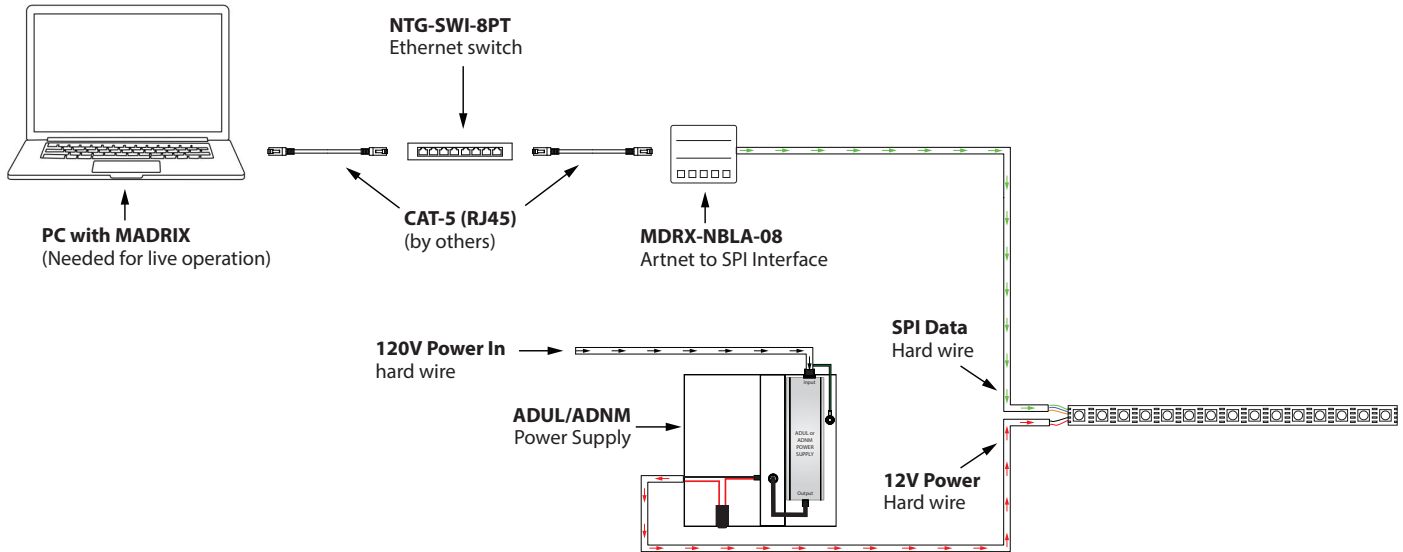 NTG-SWI-8PT
Ethernet switch
PC with MADRIX
(Needed for live operation)
CAT-5 (RJ45)
(by others)
MDRX-NBLA-08
Artnet to SPI Interface
120V Power In
hard wire
ADUL/ADNM
Power Supply
Input
ADUL or
ADNM
POWER
SUPPLY
Output
SPI Data
Hard wire
12V Power
Hard wire